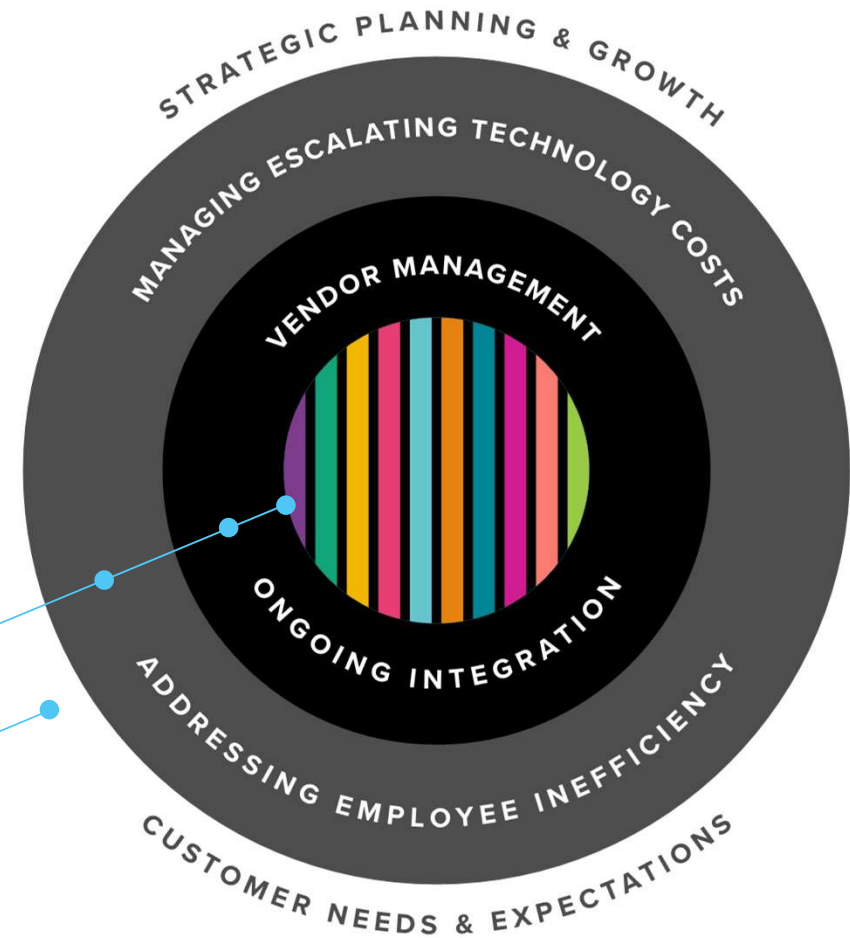 STRATEGIC PLANNING & GROWTH
MANAGING ESCALATING TECHNOLOGY COSTS
VENDOR MANAGEMENT
ONGOING INTEGRATION
ADDRESSING EMPLOYEE INEFFICIENCY
CUSTOMER NEEDS & EXPECTATIONS